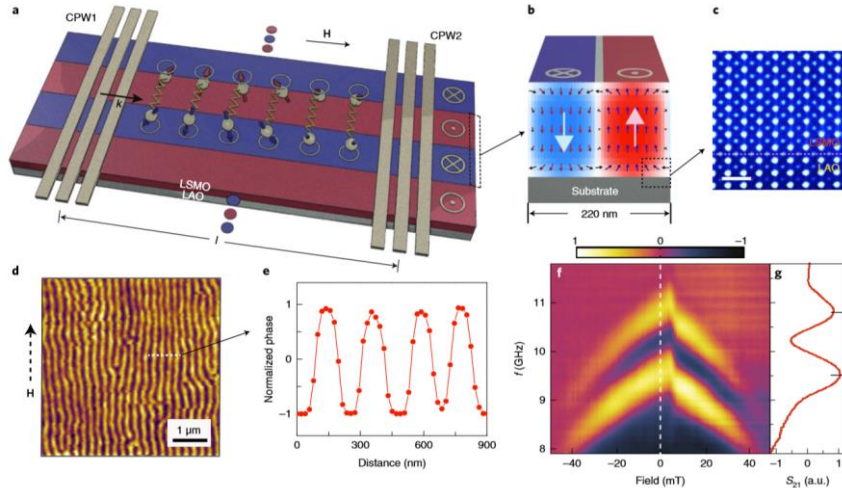 a
CPW1
H
CPW2
k
LSMO
LAO
l
b
Substrate
220 nm
c
LSMO
LAO
d
H
1 µm
e
Normalized phase
1
0
−1
0 300 600 900
Distance (nm)
1 0 −1
f
f (GHz)
11
10
9
8
−40 −20 0 20 40
Field (mT)
g
−1 0 1
S21 (a.u.)